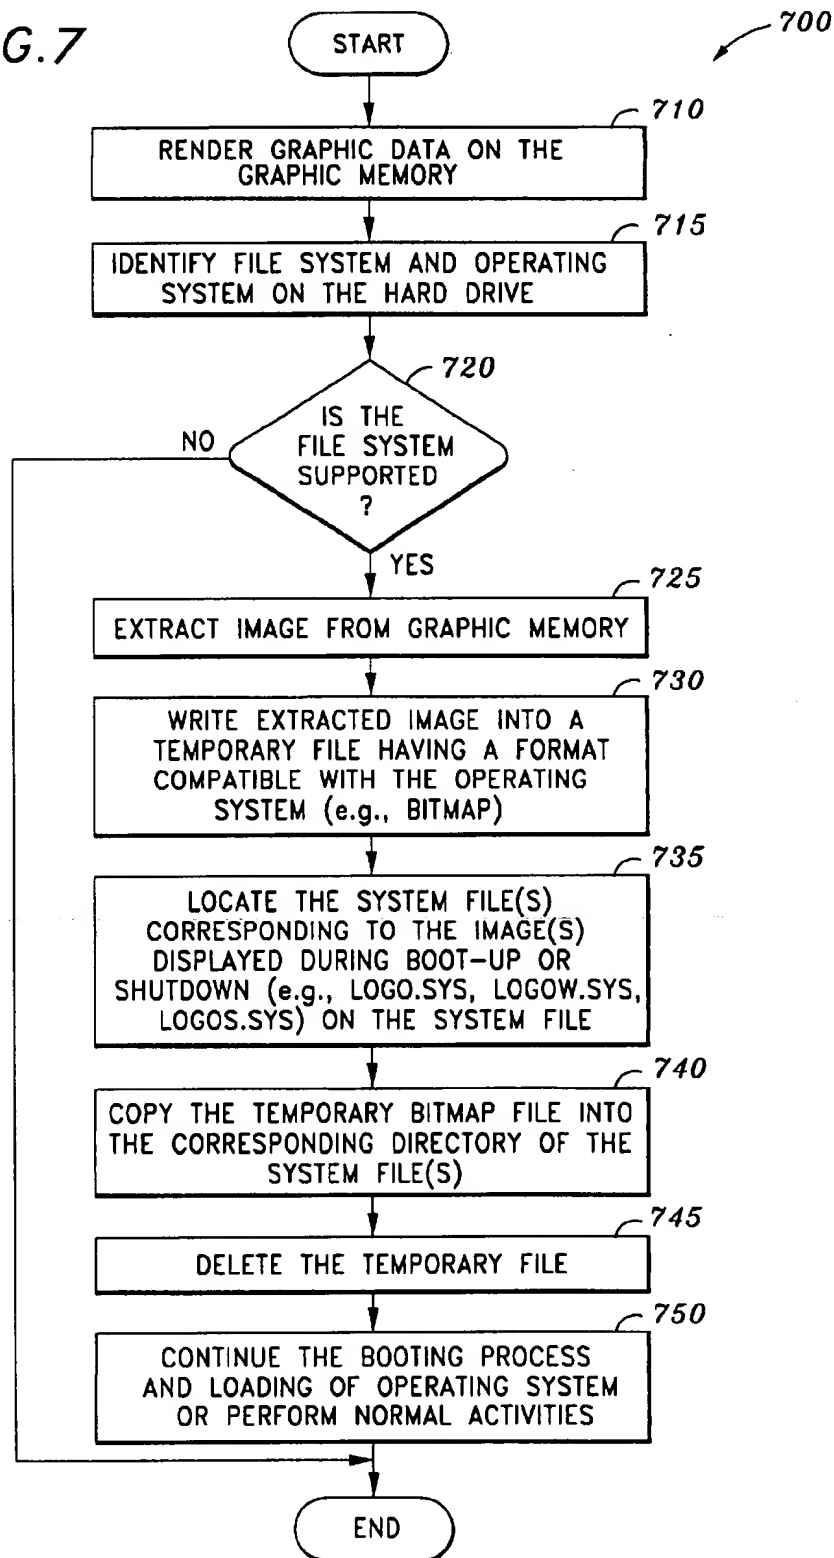 G.7
START
700
710
RENDER GRAPHIC DATA ON THE
GRAPHIC MEMORY
715
IDENTIFY FILE SYSTEM AND OPERATING
SYSTEM ON THE HARD DRIVE
720
IS THE
FILE SYSTEM
SUPPORTED
?
NO
YES
725
EXTRACT IMAGE FROM GRAPHIC MEMORY
730
WRITE EXTRACTED IMAGE INTO A
TEMPORARY FILE HAVING A FORMAT
COMPATIBLE WITH THE OPERATING
SYSTEM (e.g., BITMAP)
735
LOCATE THE SYSTEM FILE(S)
CORRESPONDING TO THE IMAGE(S)
DISPLAYED DURING BOOT-UP OR
SHUTDOWN (e.g., LOGO.SYS, LOGOW.SYS,
LOGOS.SYS) ON THE SYSTEM FILE
740
COPY THE TEMPORARY BITMAP FILE INTO
THE CORRESPONDING DIRECTORY OF THE
SYSTEM FILE(S)
745
DELETE THE TEMPORARY FILE
750
CONTINUE THE BOOTING PROCESS
AND LOADING OF OPERATING SYSTEM
OR PERFORM NORMAL ACTIVITIES
END